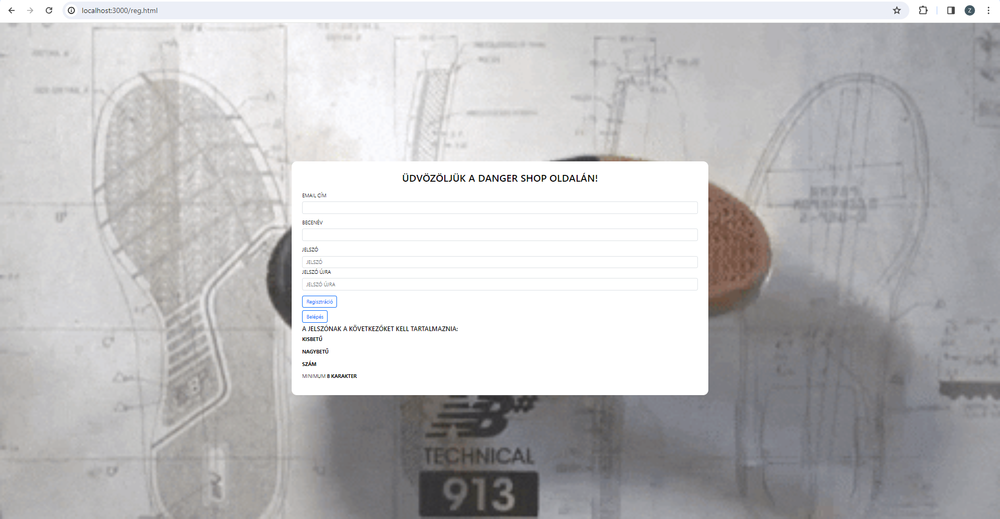 localhost:3000/reg.html
Z
ÜDVÖZÖLJÜK A DANGER SHOP OLDALÁN!
EMAIL CÍM
BECENÉV
JELSZÓ
JELSZÓ
JELSZÓ ÚJRA
JELSZÓ ÚJRA
Regisztráció
Belépés
A JELSZÓNAK A KÖVETKEZŐKET KELL TARTALMAZNIA:
KISBETŰ
NAGYBETŰ
SZÁM
MINIMUM 8 KARAKTER
TECHNICAL
913